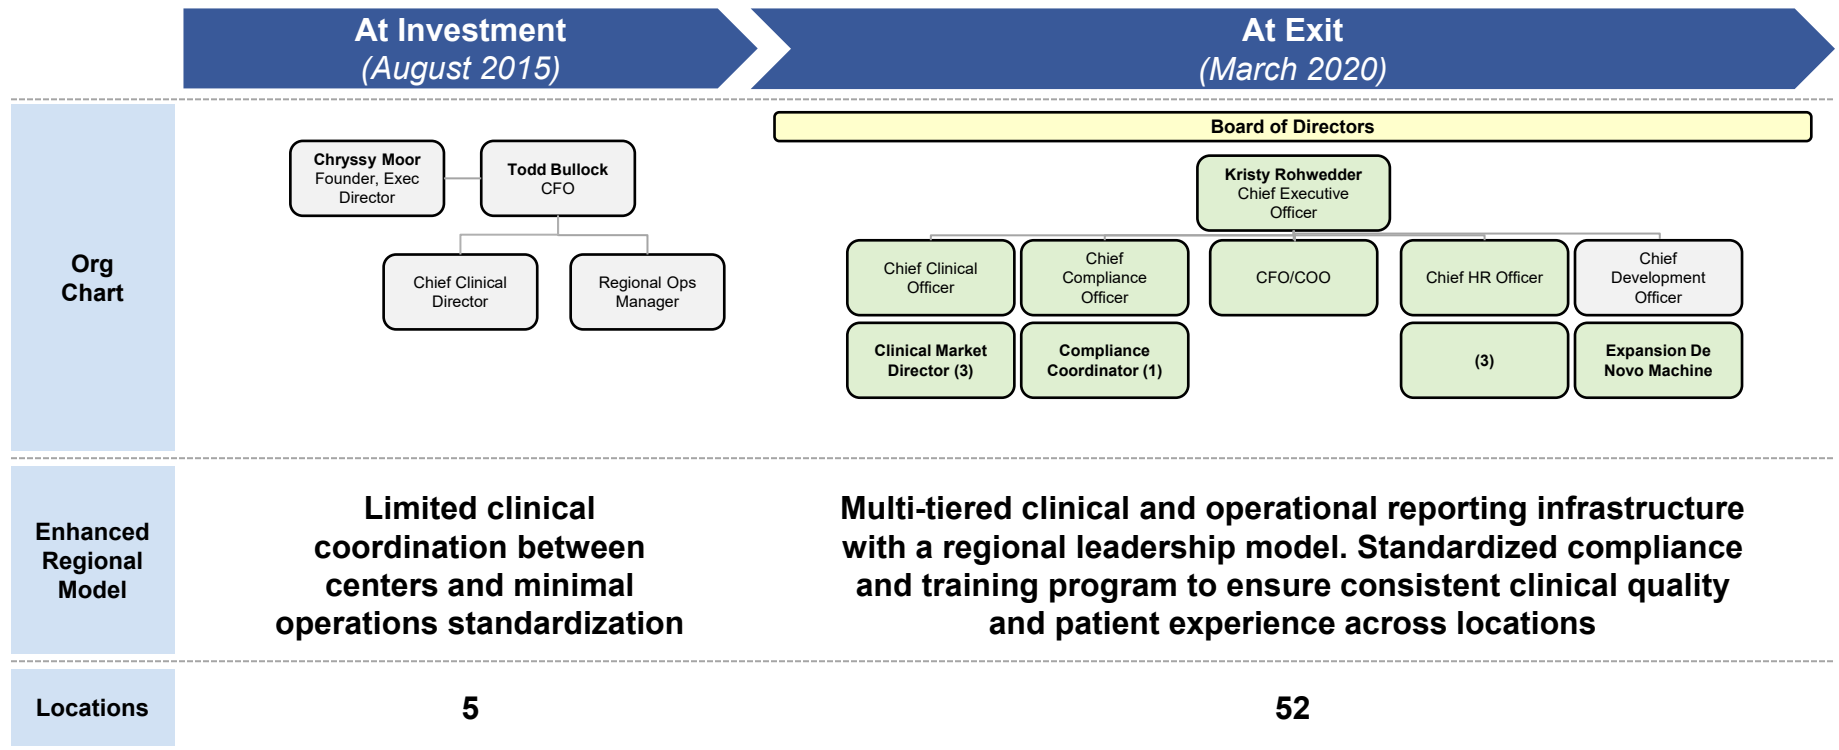 At Investment
(August 2015)
At Exit
(March 2020)
Org
Chart
Chryssy Moor
Founder, Exec
Director
Todd Bullock
CFO
Chief Clinical
Director
Regional Ops
Manager
Board of Directors
Kristy Rohwedder
Chief Executive
Officer
Chief Clinical
Officer
Chief
Compliance
Officer
CFO/COO
Chief HR Officer
Chief
Development
Officer
Clinical Market
Director (3)
Compliance
Coordinator (1)
(3)
Expansion De
Novo Machine
Enhanced
Regional
Model
Limited clinical
coordination between
centers and minimal
operations standardization
Multi-tiered clinical and operational reporting infrastructure
with a regional leadership model. Standardized compliance
and training program to ensure consistent clinical quality
and patient experience across locations
Locations
5
52